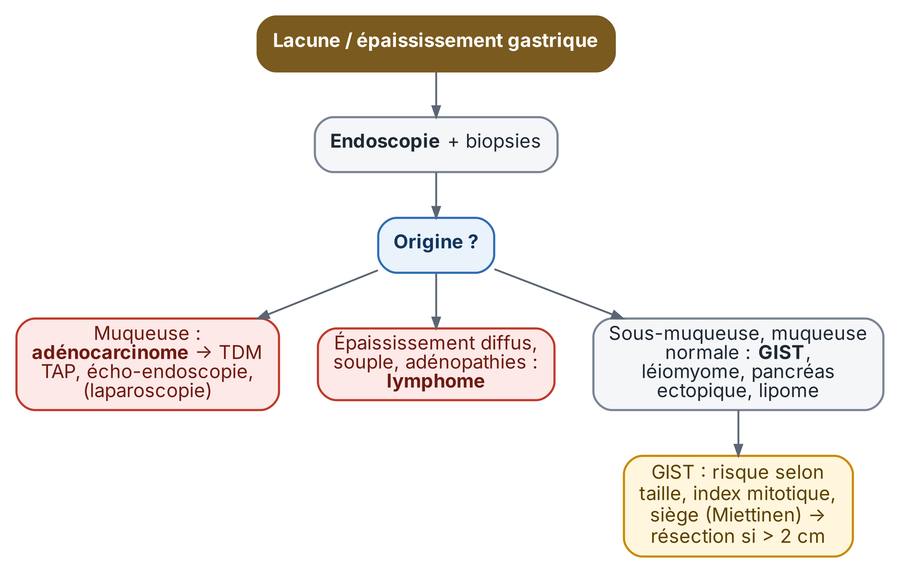 Lacune / épaississement gastrique
Endoscopie + biopsies
Origine ?
Muqueuse :
adénocarcinome → TDM
TAP, écho-endoscopie,
(laparoscopie)
Épaississement diffus,
souple, adénopathies :
lymphome
Sous-muqueuse, muqueuse
normale : GIST,
léiomyome, pancréas
ectopique, lipome
GIST : risque selon
taille, index mitotique,
siège (Miettinen) →
résection si > 2 cm